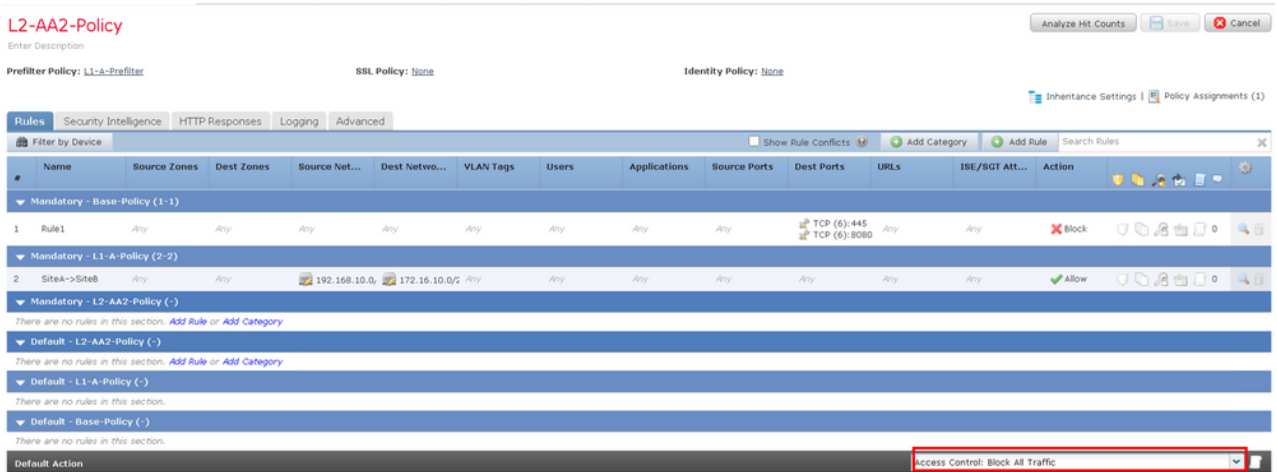 L2-AA2-Policy
Analyze Hit Counts Save Cancel
Enter Description
Prefilter Policy: L1-A-Prefilter SSL Policy: None Identity Policy: None
Inheritance Settings | Policy Assignments (1)
Rules Security Intelligence HTTP Responses Logging Advanced
Filter by Device Show Rule Conflicts Add Category Add Rule Search Rules
# Name Source Zones Dest Zones Source Net... Dest Netwo... VLAN Tags Users Applications Source Ports Dest Ports URLs ISE/SGT Att... Action
Mandatory - Base-Policy (1-1)
1 Rule1 Any Any Any Any Any Any Any Any TCP (6):445 Any Any Block 0
TCP (6):8080
Mandatory - L1-A-Policy (2-2)
2 SiteA->SiteB Any Any 192.168.10.0/ 172.16.10.0/2 Any Any Any Any Any Any Any Allow 0
Mandatory - L2-AA2-Policy (-)
There are no rules in this section. Add Rule or Add Category
Default - L2-AA2-Policy (-)
There are no rules in this section. Add Rule or Add Category
Default - L1-A-Policy (-)
There are no rules in this section.
Default - Base-Policy (-)
There are no rules in this section.
Default Action Access Control: Block All Traffic